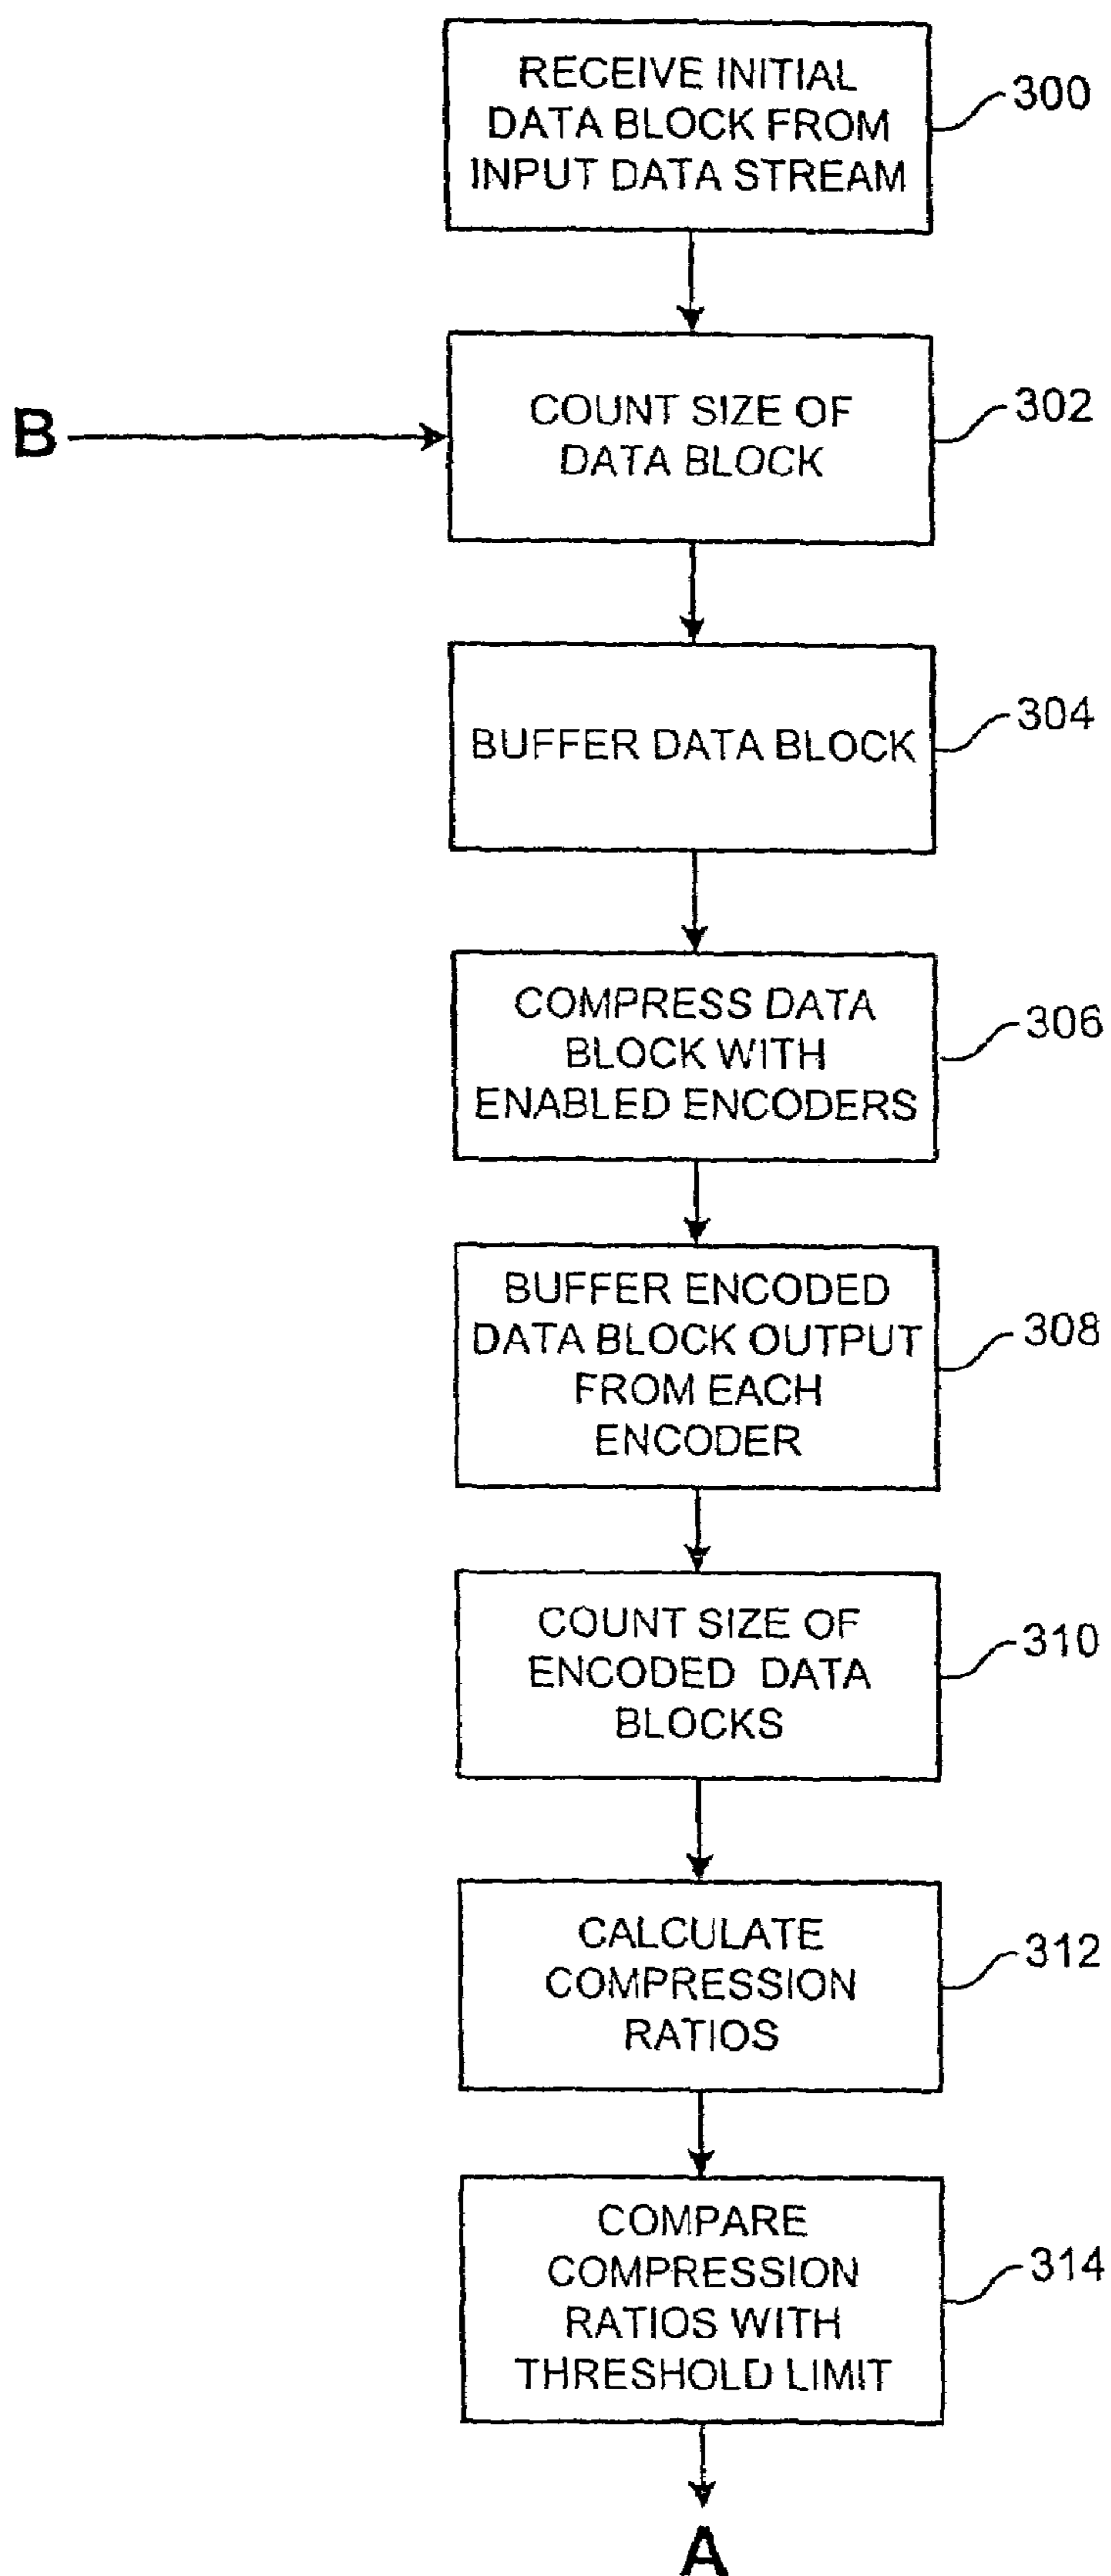 RECEIVE INITIAL
DATA BLOCK FROM
INPUT DATA STREAM
300
B
COUNT SIZE OF
DATA BLOCK
302
BUFFER DATA BLOCK
304
COMPRESS DATA
BLOCK WITH
ENABLED ENCODERS
306
BUFFER ENCODED
DATA BLOCK OUTPUT
FROM EACH
ENCODER
308
COUNT SIZE OF
ENCODED DATA
BLOCKS
310
CALCULATE
COMPRESSION
RATIOS
312
COMPARE
COMPRESSION
RATIOS WITH
THRESHOLD LIMIT
314
A